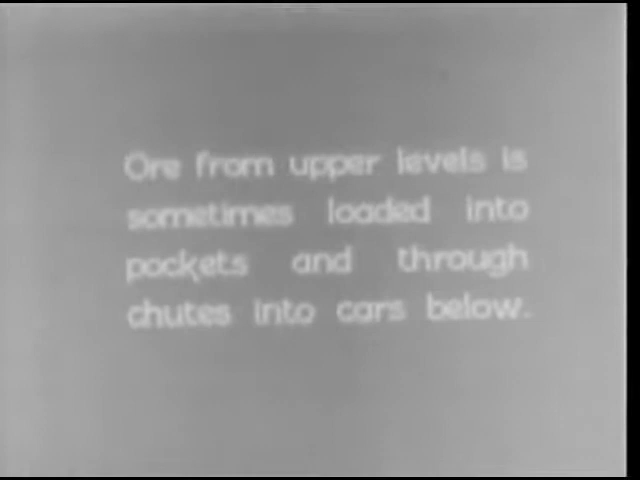 Ore from upper levels is
sometimes loaded into
pockets and through
chutes into cars below.